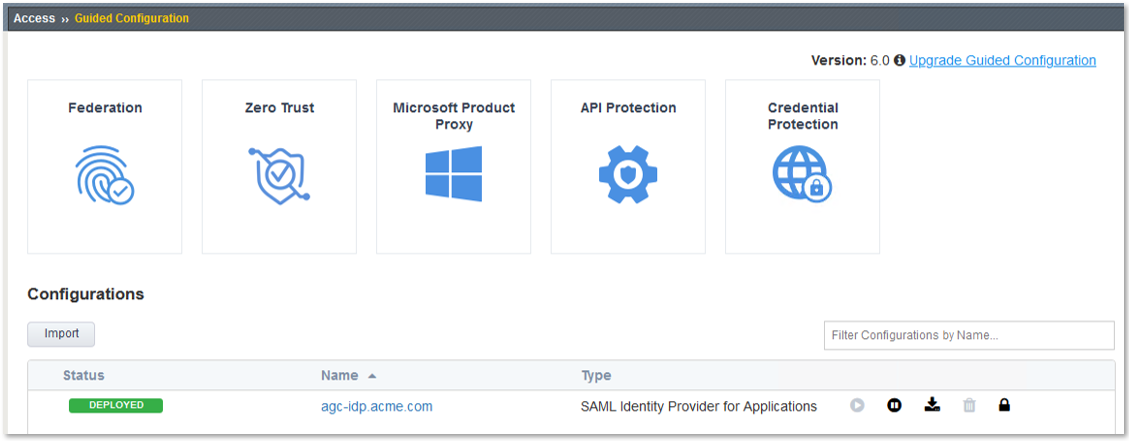 Access ›› Guided Configuration
Version: 6.0 Upgrade Guided Configuration
Federation
Zero Trust
Microsoft Product
Proxy
API Protection
Credential
Protection
Configurations
Import
Filter Configurations by Name...
Status Name Type
DEPLOYED agc-idp.acme.com SAML Identity Provider for Applications